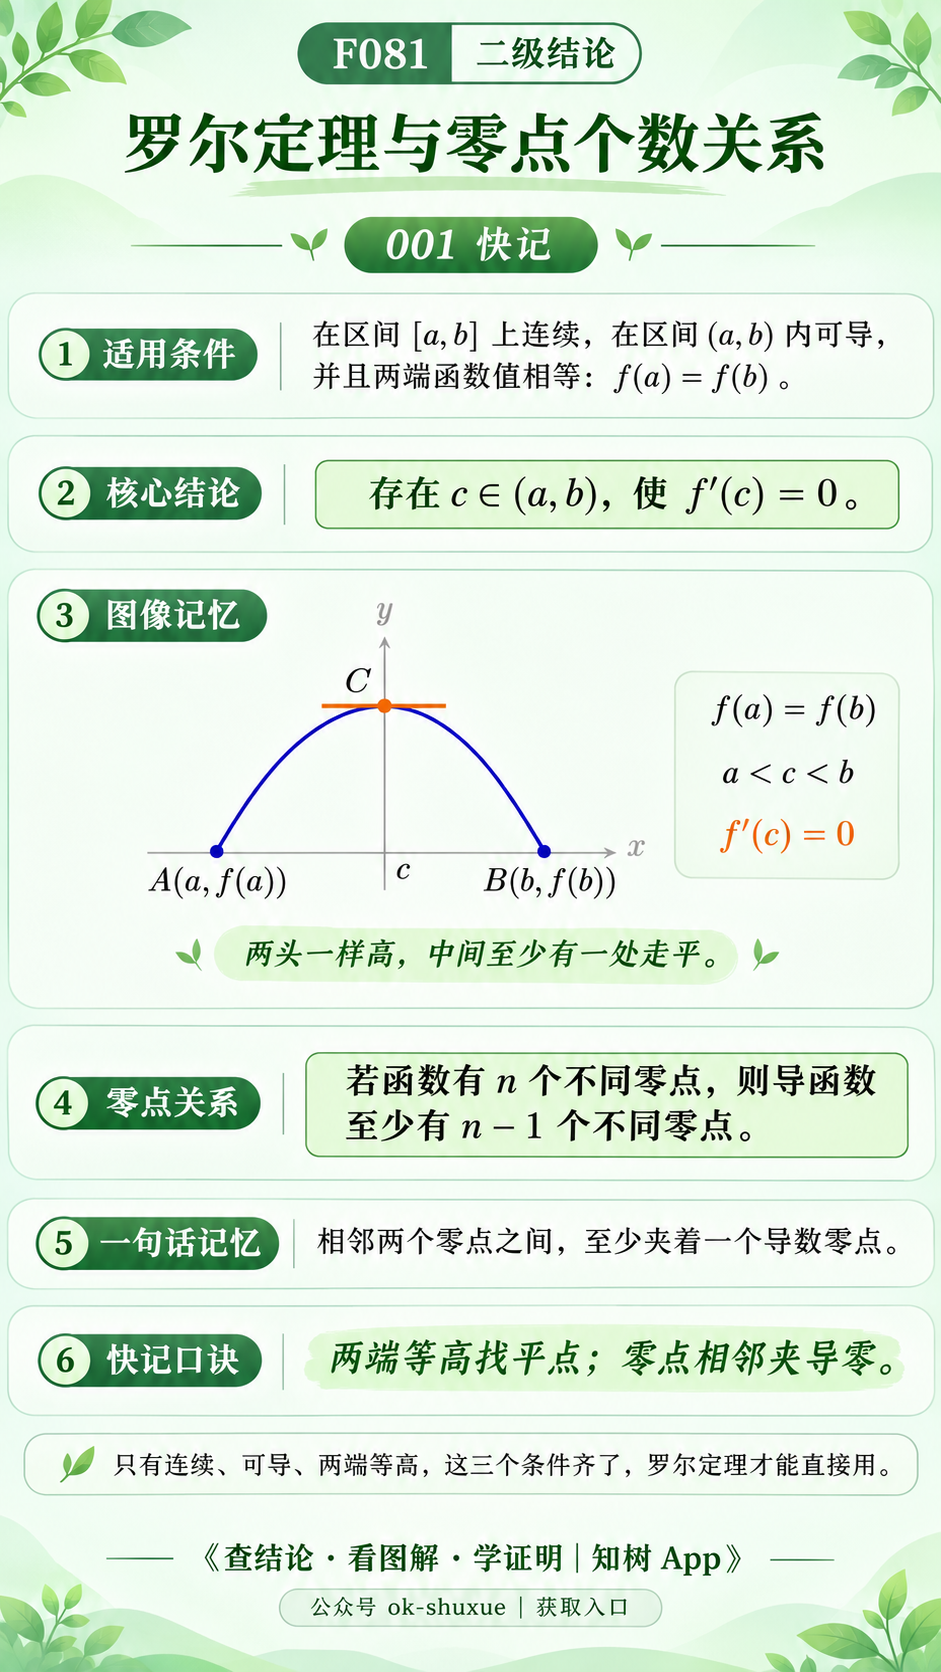 F081 二级结论
罗尔定理与零点个数关系
001 快记
1 适用条件
在区间 [a, b] 上连续，在区间 (a, b) 内可导，
并且两端函数值相等：f(a) = f(b) 。
2 核心结论
存在 c ∈ (a, b)，使 f′(c) = 0 。
3 图像记忆
y
C
x
c
A(a, f(a))
B(b, f(b))
f(a) = f(b)
a < c < b
f′(c) = 0
两头一样高，中间至少有一处走平。
4 零点关系
若函数有 n 个不同零点，则导函数
至少有 n − 1 个不同零点。
5 一句话记忆
相邻两个零点之间，至少夹着一个导数零点。
6 快记口诀
两端等高找平点；零点相邻夹导零。
只有连续、可导、两端等高，这三个条件齐了，罗尔定理才能直接用。
《查结论 · 看图解 · 学证明 | 知树 App》
公众号 ok-shuxue | 获取入口